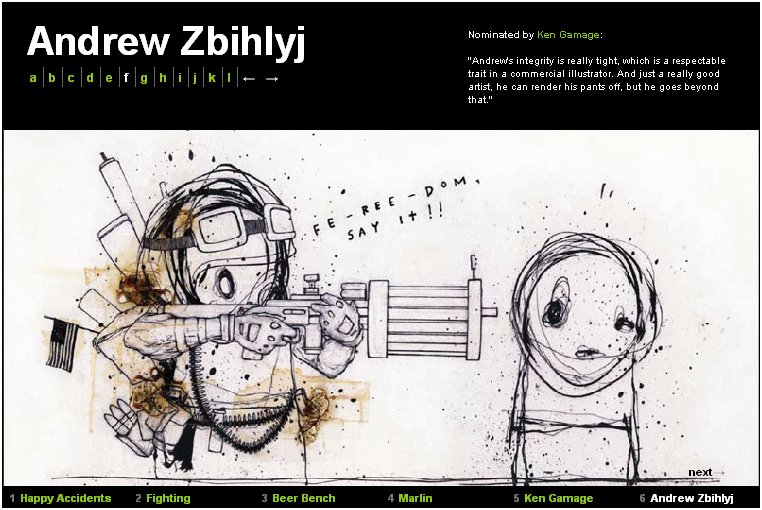 Andrew Zbihlyj
a b c d e f g h i j k l ← →
Nominated by Ken Gamage:
"Andrew's integrity is really tight, which is a respectable
trait in a commercial illustrator. And just a really good
artist, he can render his pants off, but he goes beyond
that."
FE-REE-DOM,
SAY IT!!
next→
1 Happy Accidents 2 Fighting 3 Beer Bench 4 Marlin 5 Ken Gamage 6 Andrew Zbihlyj